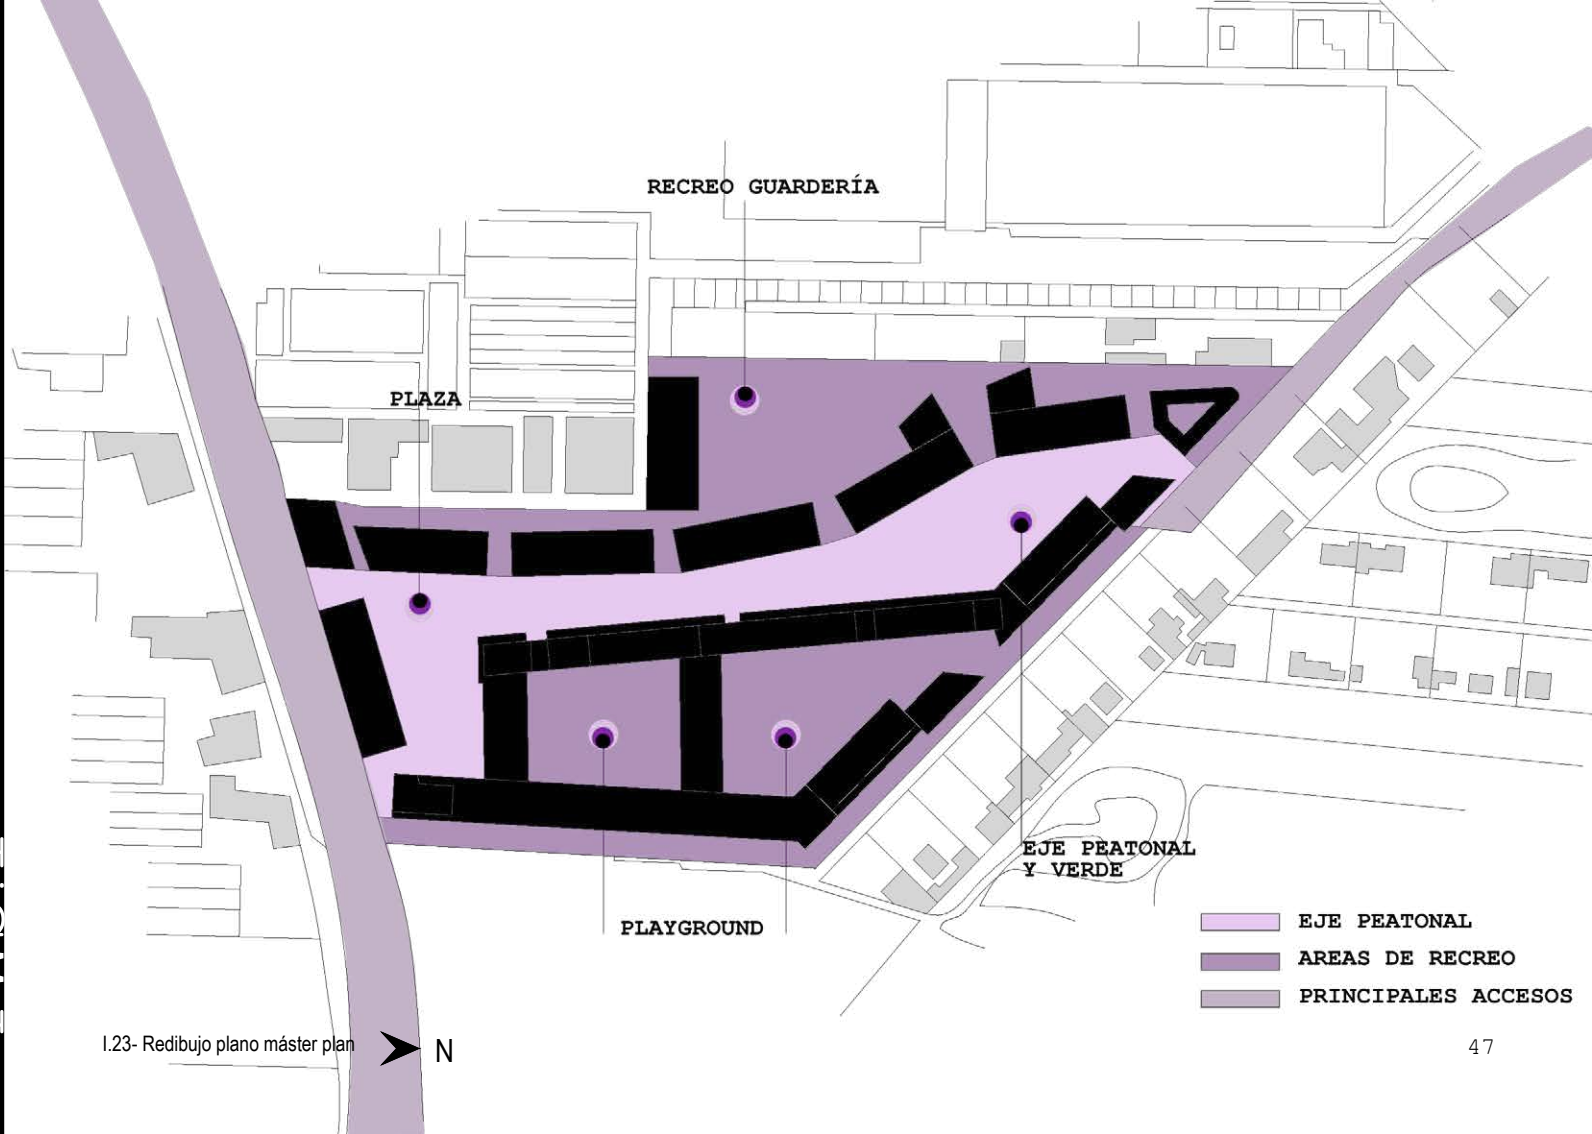 RECREO GUARDERÍA
PLAZA
EJE PEATONAL
Y VERDE
PLAYGROUND
EJE PEATONAL
AREAS DE RECREO
PRINCIPALES ACCESOS
I.23- Redibujo plano máster plan
N
47